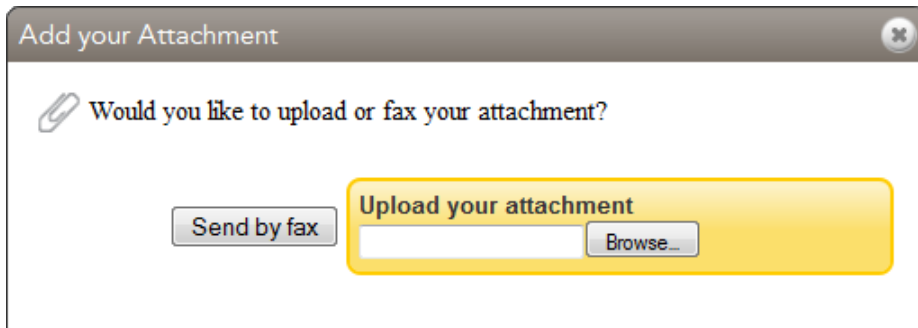 Add your Attachment
Would you like to upload or fax your attachment?
Upload your attachment
Send by fax
Browse...